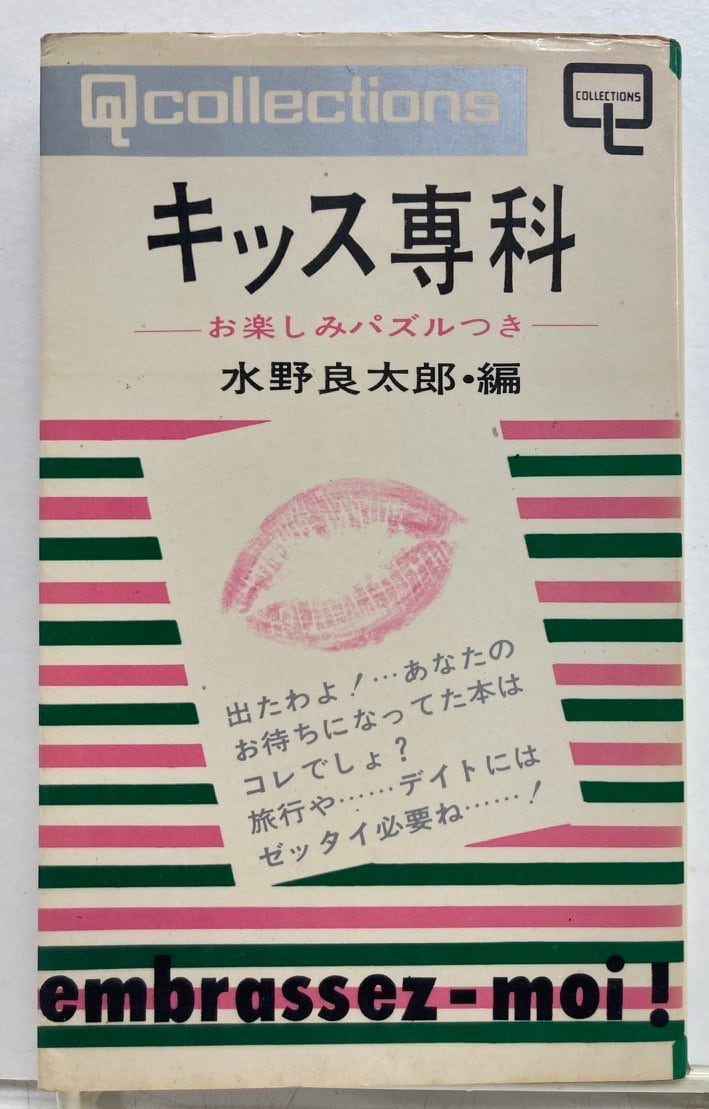 Qcollections
COLLECTIONS
キッス専科
お楽しみパズルつき
水野良太郎・編
出たわよ!…あなたの
お待ちになってた本は
コレでしょ?
旅行や……デイトには
ゼッタイ必要ね……!
embrassez-moi!